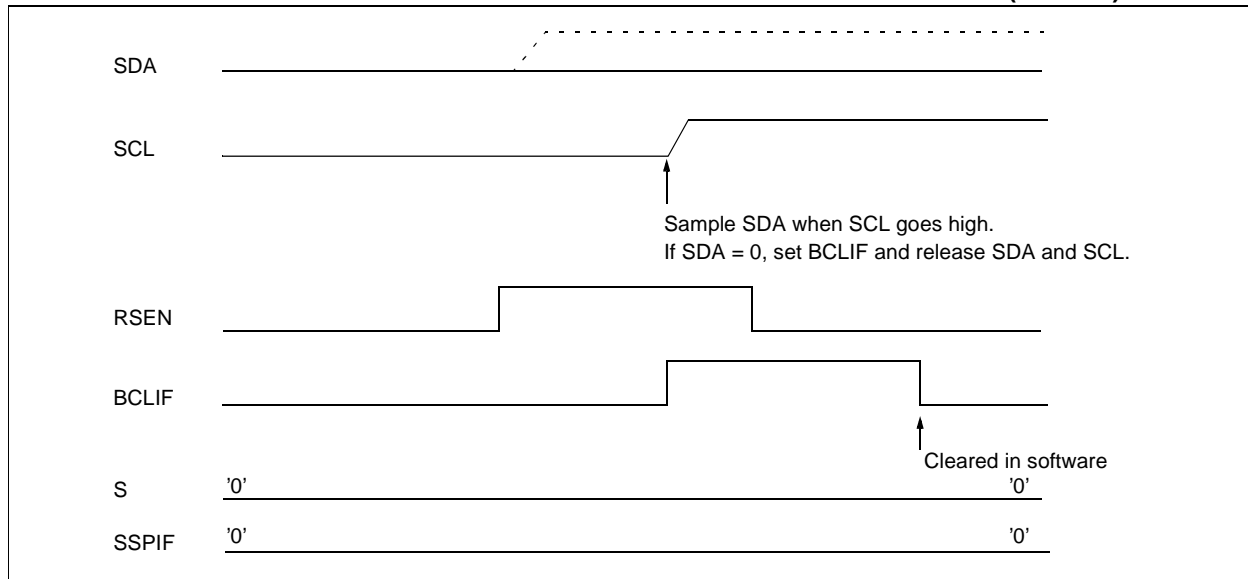 SDA
SCL
Sample SDA when SCL goes high.
If SDA = 0, set BCLIF and release SDA and SCL.
RSEN
BCLIF
Cleared in software
S '0' '0'
SSPIF '0' '0'